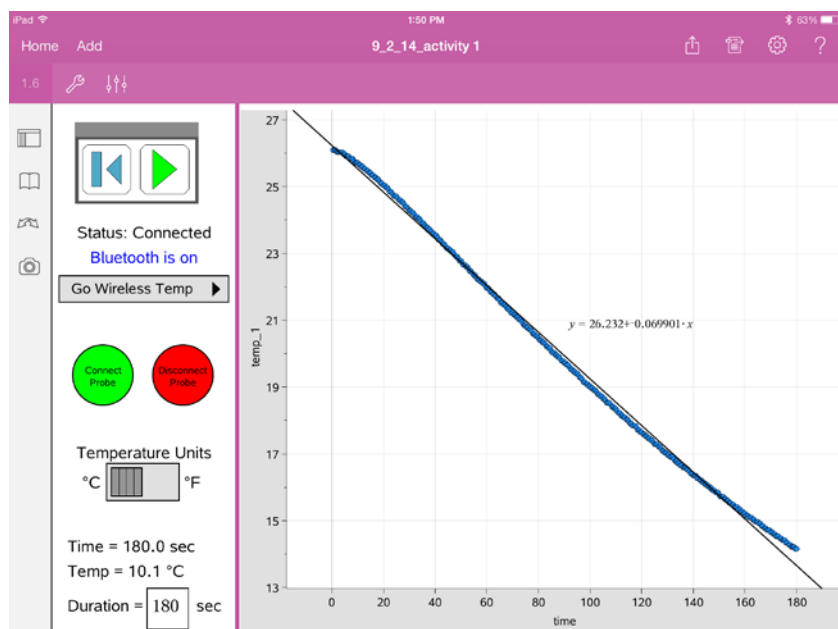 iPad 1:50 PM 63%
Home Add 9_2_14_activity 1 ?
1.6
Status: Connected
Bluetooth is on
Go Wireless Temp
Connect
Probe
Disconnect
Probe
Temperature Units
°C °F
Time = 180.0 sec
Temp = 10.1 °C
Duration = 180 sec
27
25
23
21
19
17
15
13
temp_1
y = 26.232+-0.069901·x
0 20 40 60 80 100 120 140 160 180
time